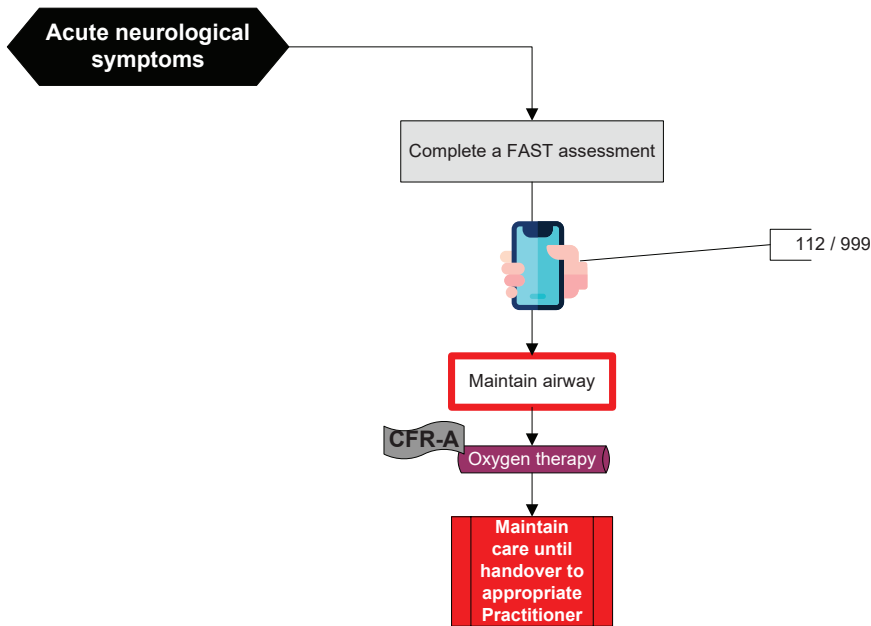 Acute neurological
symptoms
Complete a FAST assessment
112 / 999
Maintain airway
CFR-A
Oxygen therapy
Maintain
care until
handover to
appropriate
Practitioner